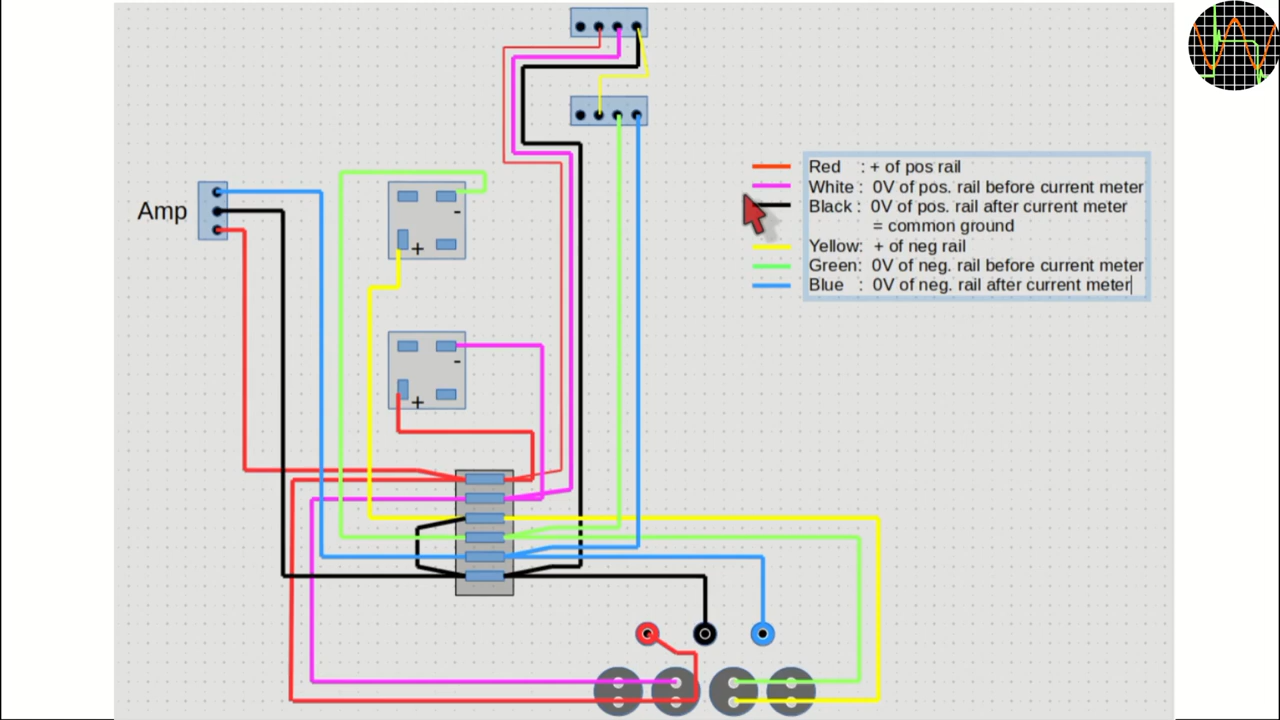 Red : + of pos rail
White : 0V of pos. rail before current meter
Black : 0V of pos. rail after current meter
= common ground
Yellow: + of neg rail
Green: 0V of neg. rail before current meter
Blue : 0V of neg. rail after current meter
Amp
-
+
-
+